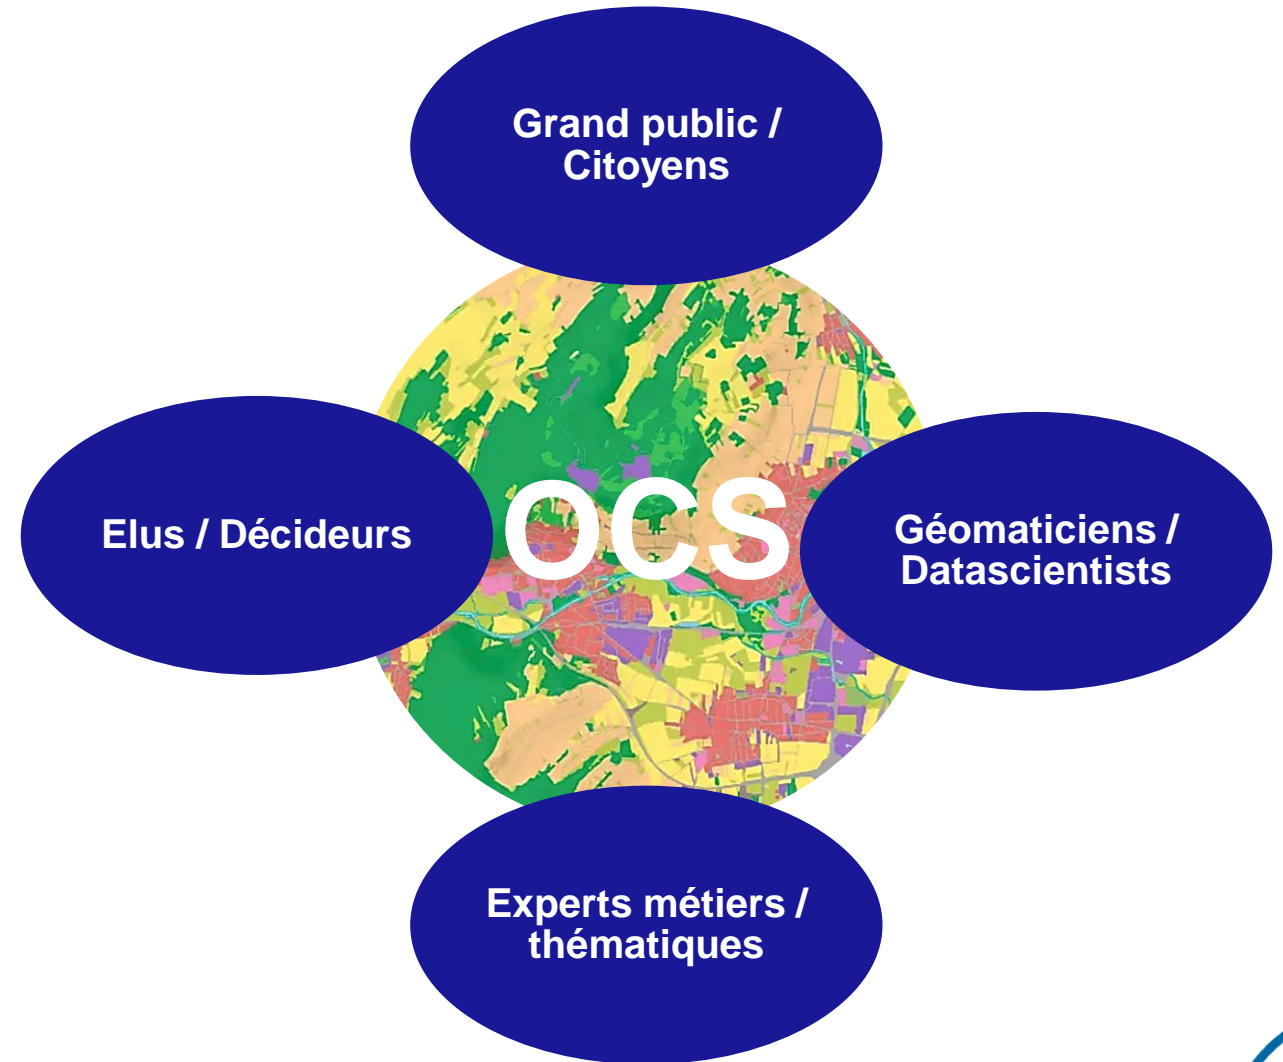 Grand public /
Citoyens
Elus / Décideurs
OCS
Géomaticiens /
Datascientists
Experts métiers /
thématiques